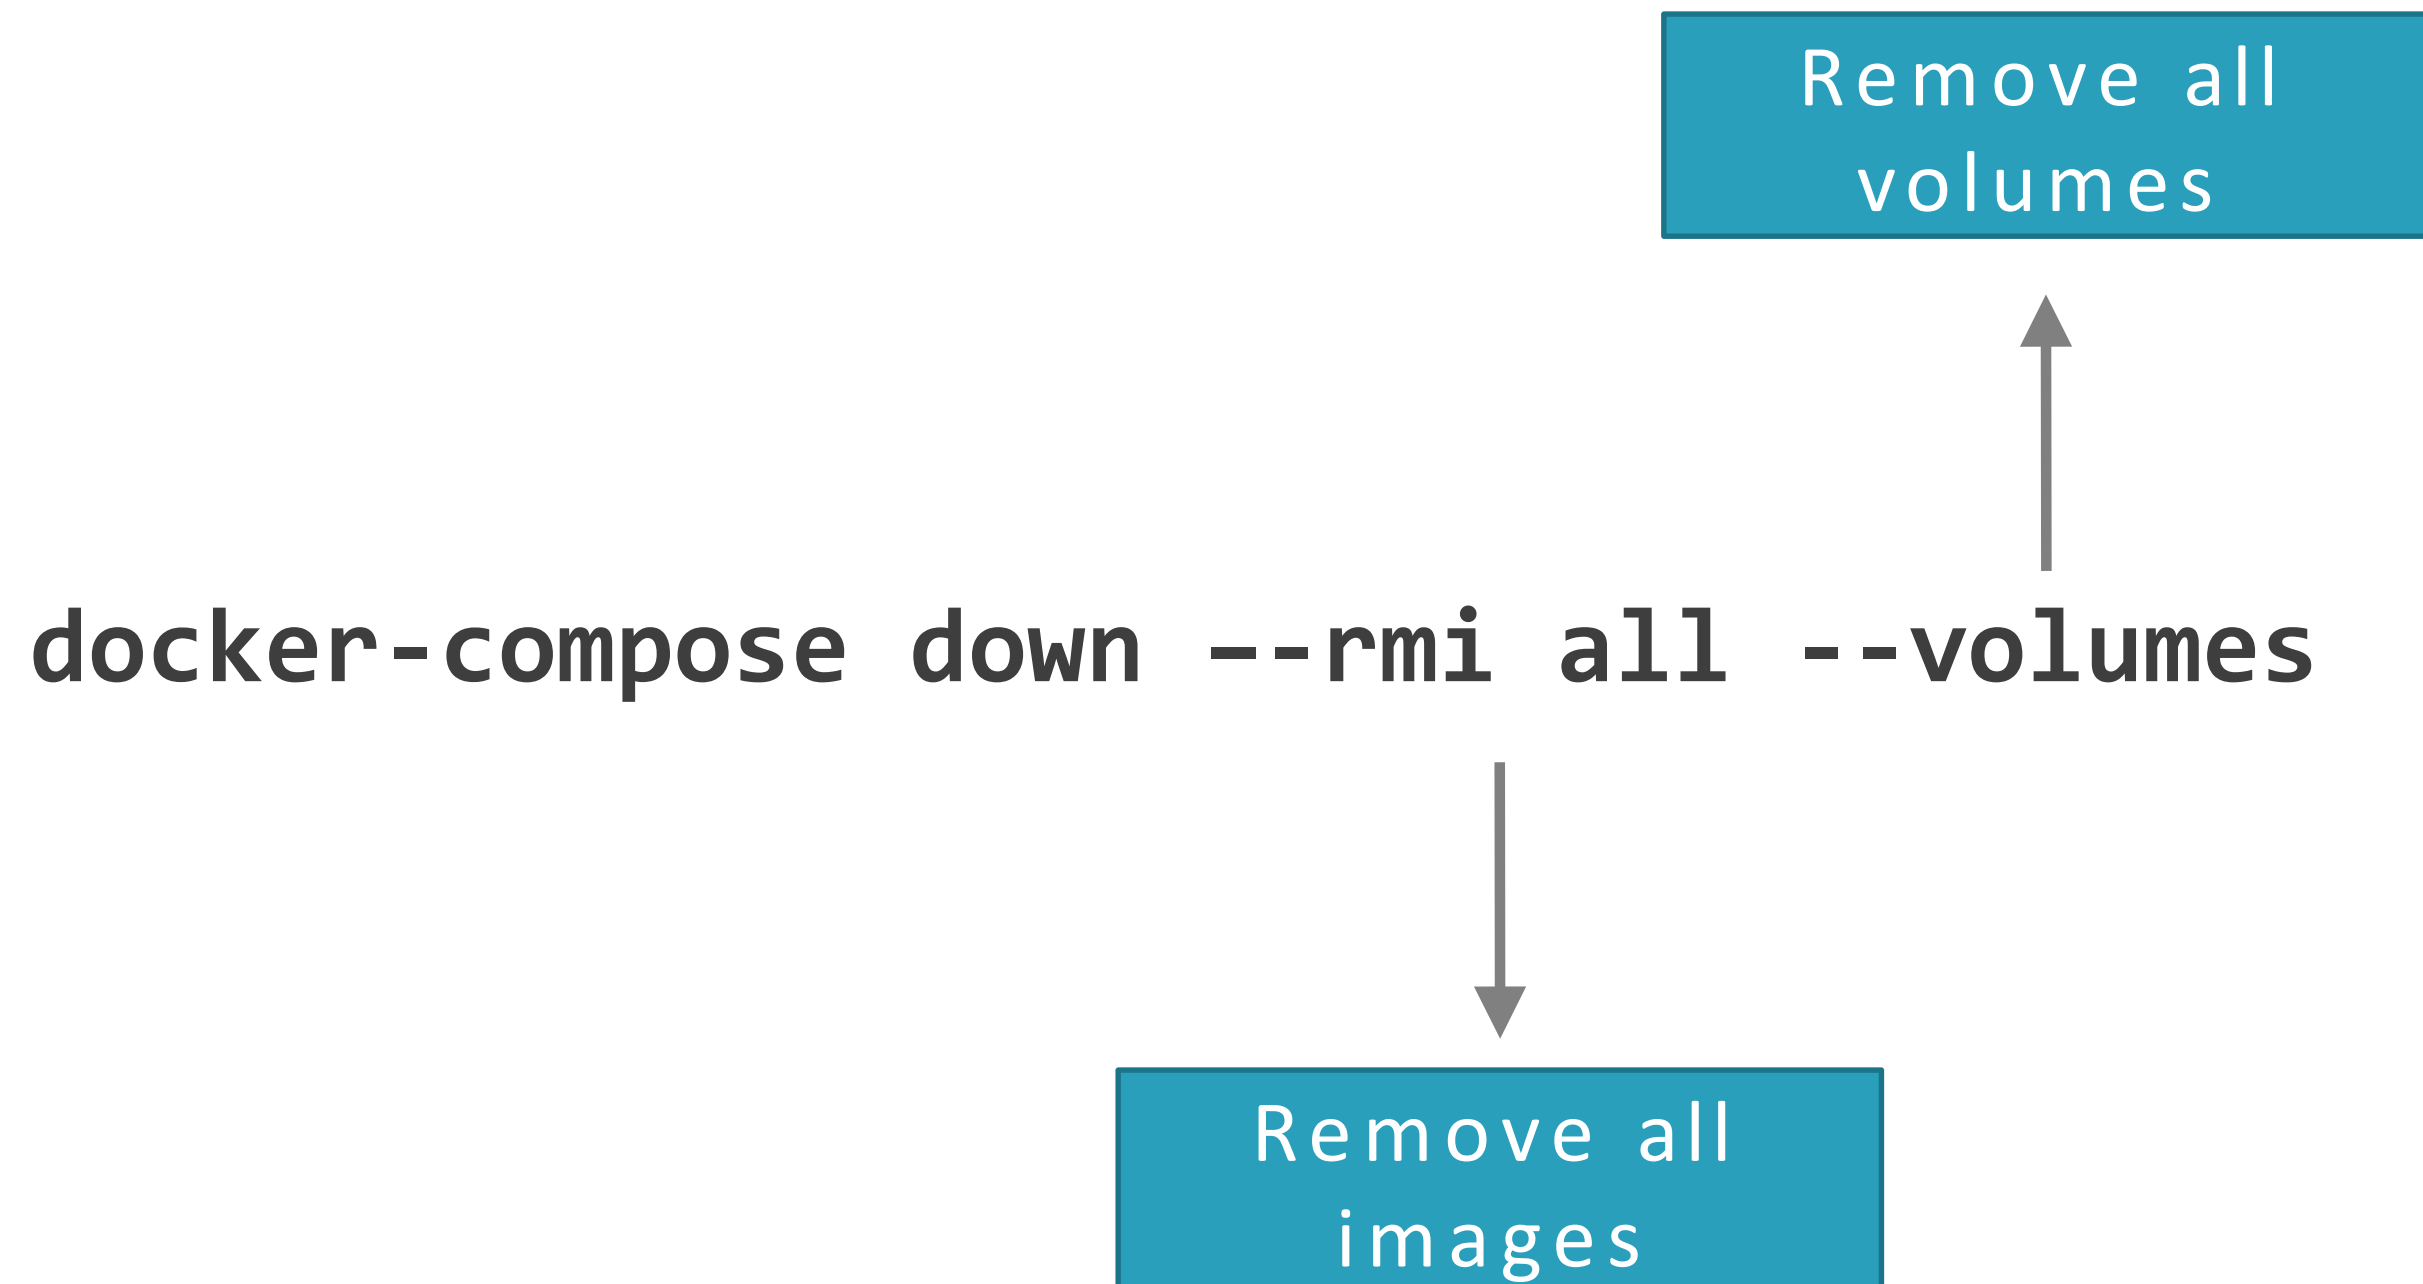 Remove all
volumes
docker-compose down –-rmi all --volumes
Remove all
images